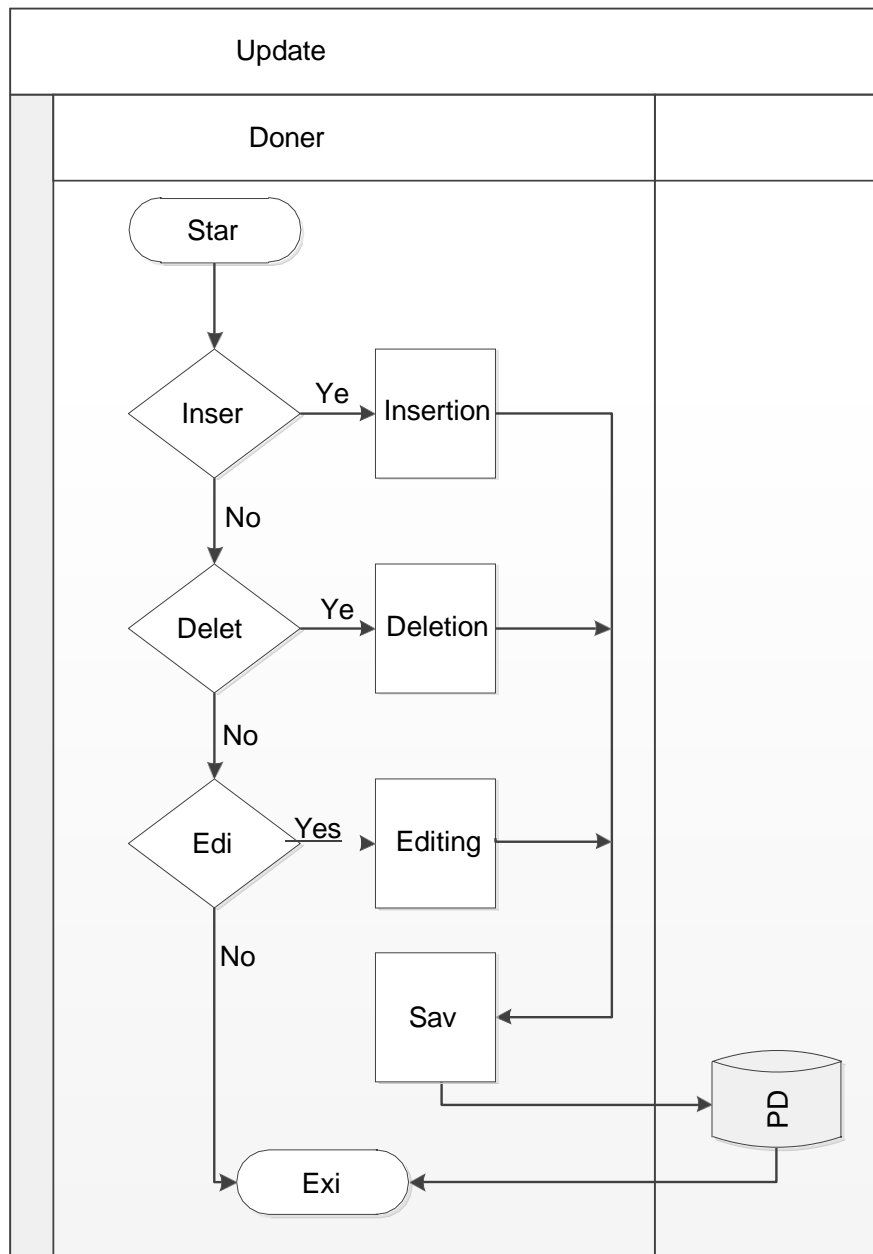 Update
Doner
Star
Inser
Ye
Insertion
No
Delet
Ye
Deletion
No
Edi
Yes
Editing
No
Sav
PD
Exi